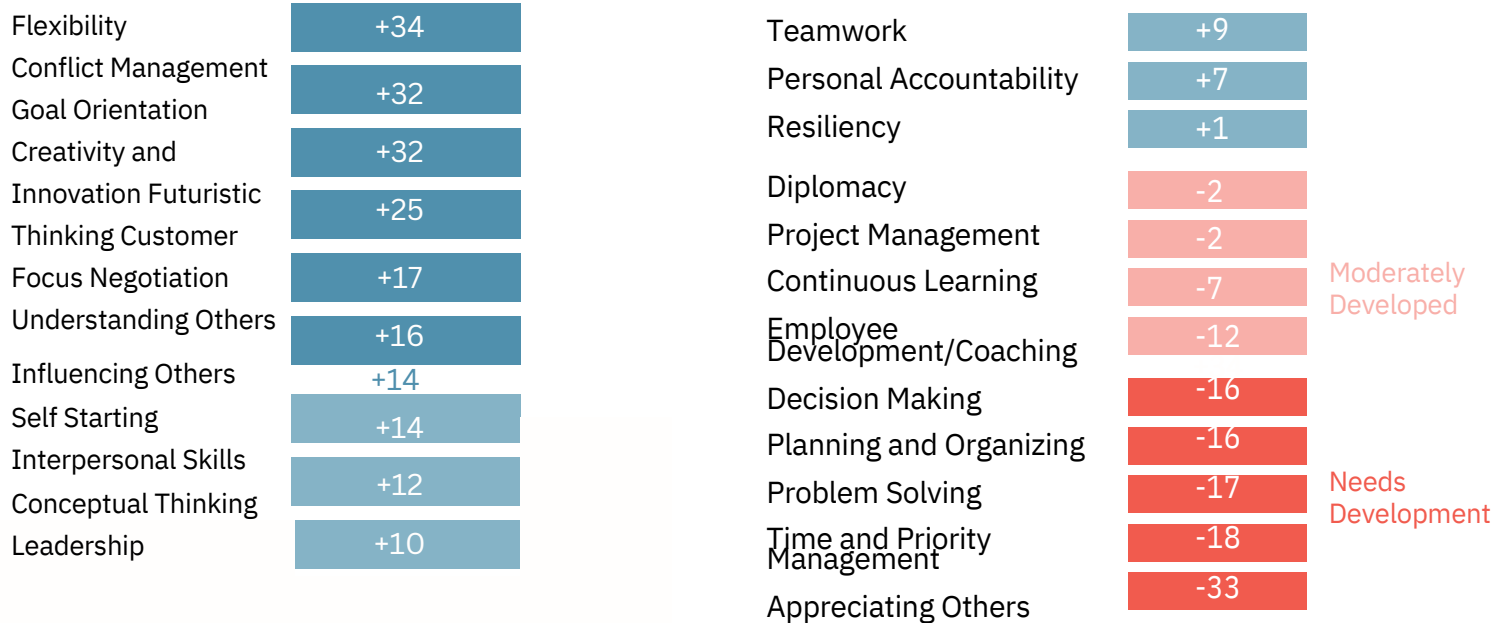 Flexibility
+34
Conflict Management
+32
Goal Orientation
Creativity and
+32
Innovation Futuristic
+25
Thinking Customer
Focus Negotiation
+17
Understanding Others
+16
Influencing Others
+14
Self Starting
+14
Interpersonal Skills
+12
Conceptual Thinking
Leadership
+10
Teamwork
+9
Personal Accountability
+7
Resiliency
+1
Diplomacy
-2
Project Management
-2
Continuous Learning
-7
Employee
Development/Coaching
-12
Moderately
Developed
Decision Making
-16
Planning and Organizing
-16
Problem Solving
-17
Time and Priority
Management
-18
Appreciating Others
-33
Needs
Development